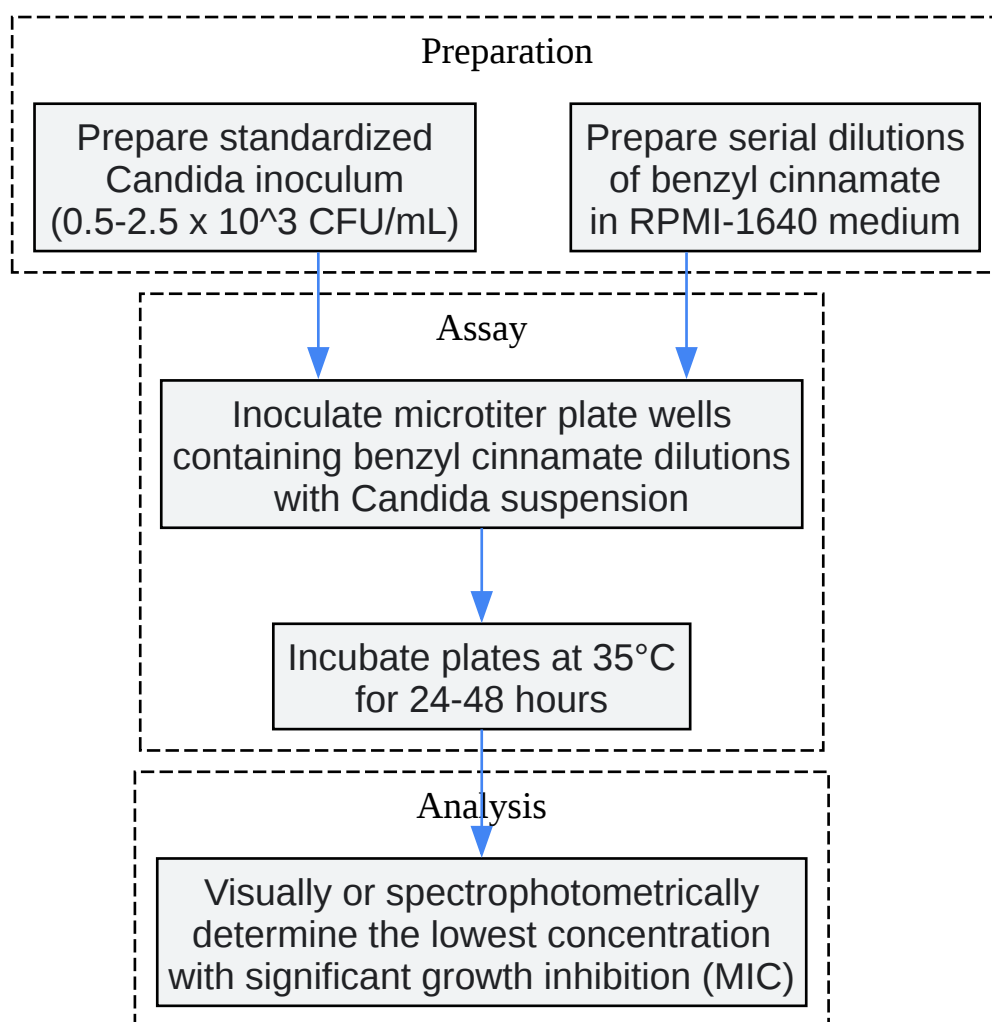 Preparation
Prepare standardized
Candida inoculum
(0.5-2.5 x 10^3 CFU/mL)
Prepare serial dilutions
of benzyl cinnamate
in RPMI-1640 medium
Assay
Inoculate microtiter plate wells
containing benzyl cinnamate dilutions
with Candida suspension
Incubate plates at 35°C
for 24-48 hours
Analysis
Visually or spectrophotometrically
determine the lowest concentration
with significant growth inhibition (MIC)